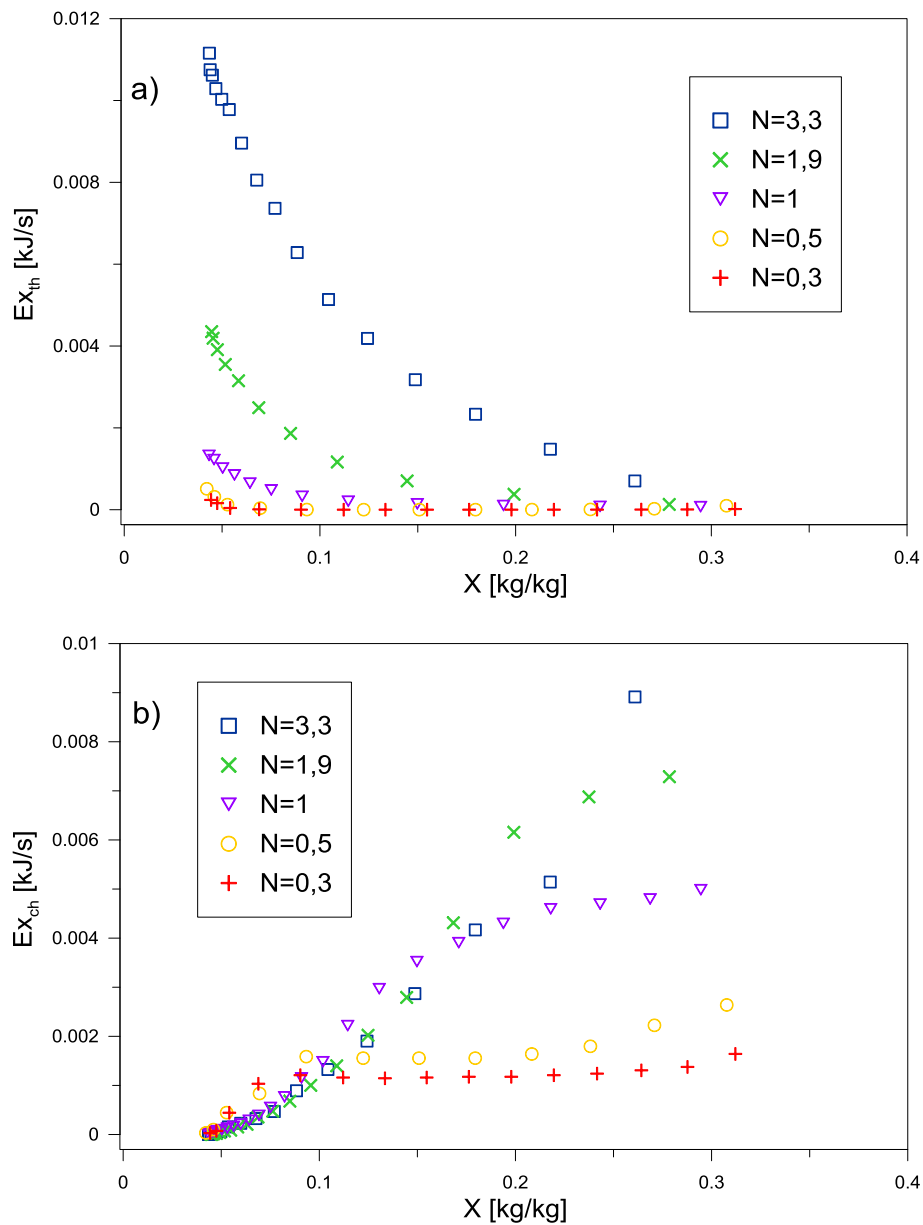 0.012
a)
N=3,3
N=1,9
N=1
N=0,5
N=0,3
0.008
Ex_th [kJ/s]
0.004
0
0 0.1 0.2 0.3 0.4
X [kg/kg]
0.01
b)
N=3,3
N=1,9
N=1
N=0,5
N=0,3
0.008
0.006
Ex_ch [kJ/s]
0.004
0.002
0
0 0.1 0.2 0.3 0.4
X [kg/kg]